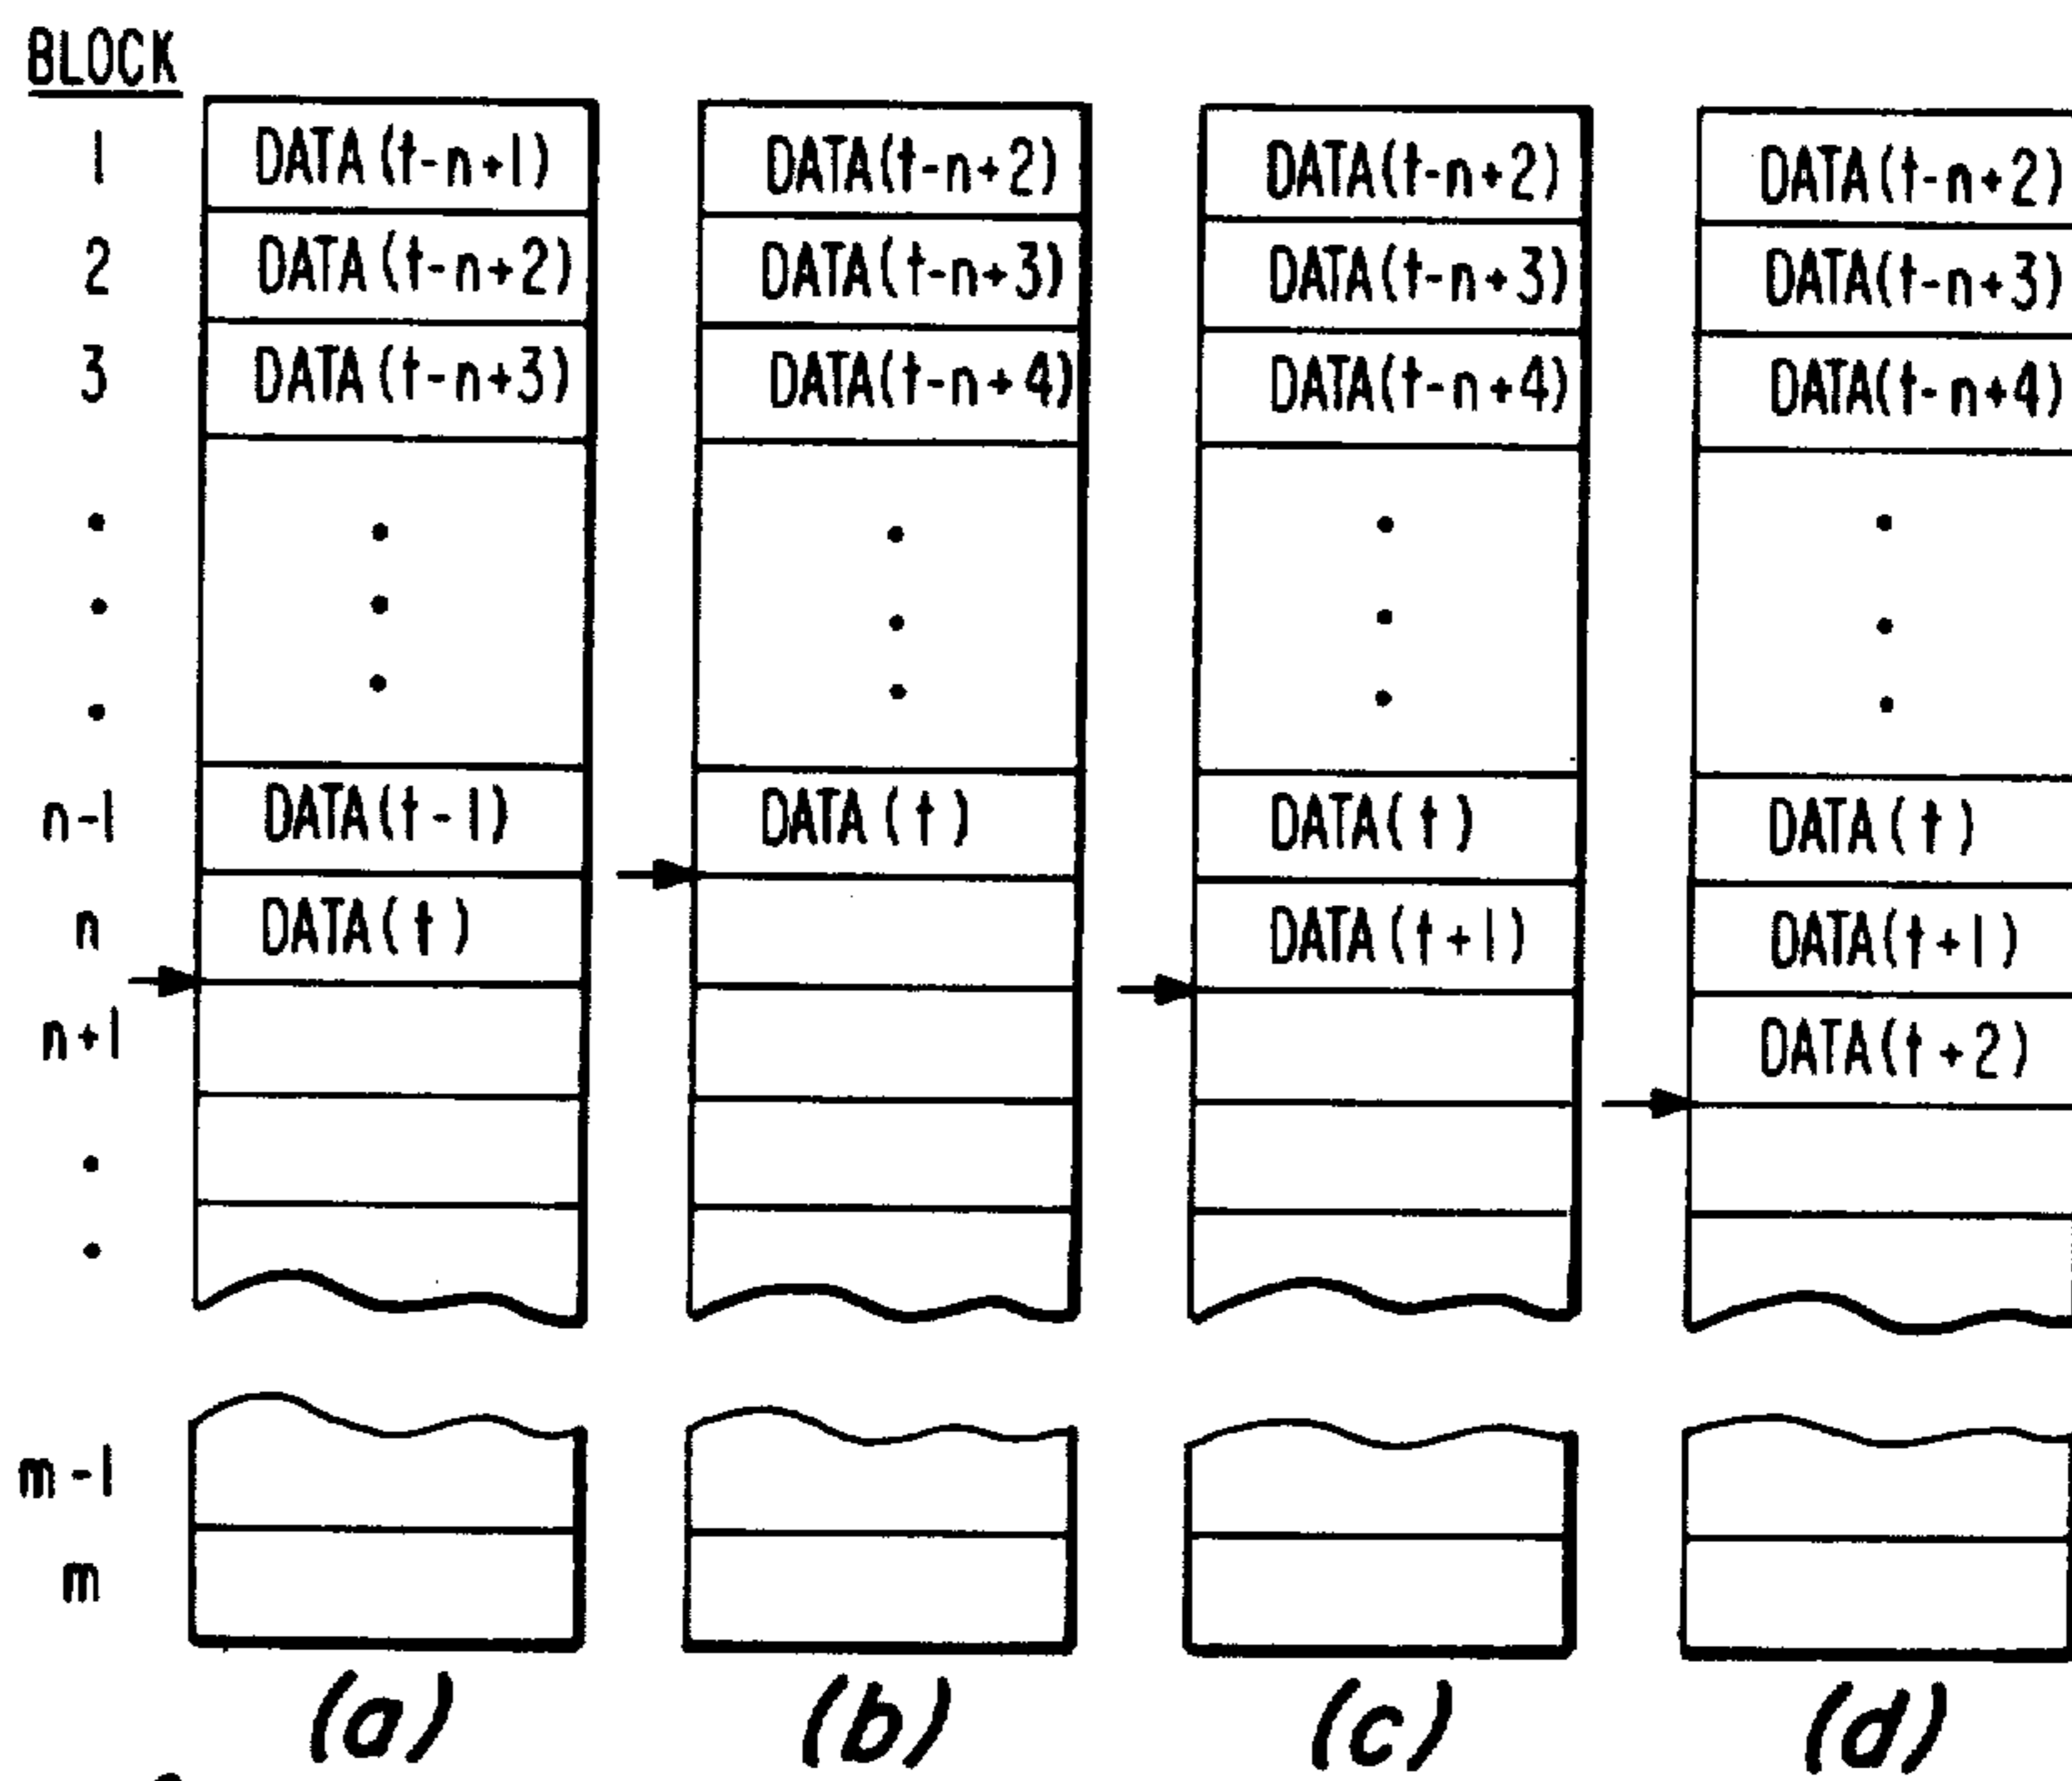 BLOCK
1 DATA(t-n+1) DATA(t-n+2) DATA(t-n+2) DATA(t-n+2)
2 DATA(t-n+2) DATA(t-n+3) DATA(t-n+3) DATA(t-n+3)
3 DATA(t-n+3) DATA(t-n+4) DATA(t-n+4) DATA(t-n+4)
n-1 DATA(t-1) DATA(t) DATA(t) DATA(t)
n DATA(t) DATA(t+1) DATA(t+1)
n+1 DATA(t+2)
m-1
m
(a) (b) (c) (d)